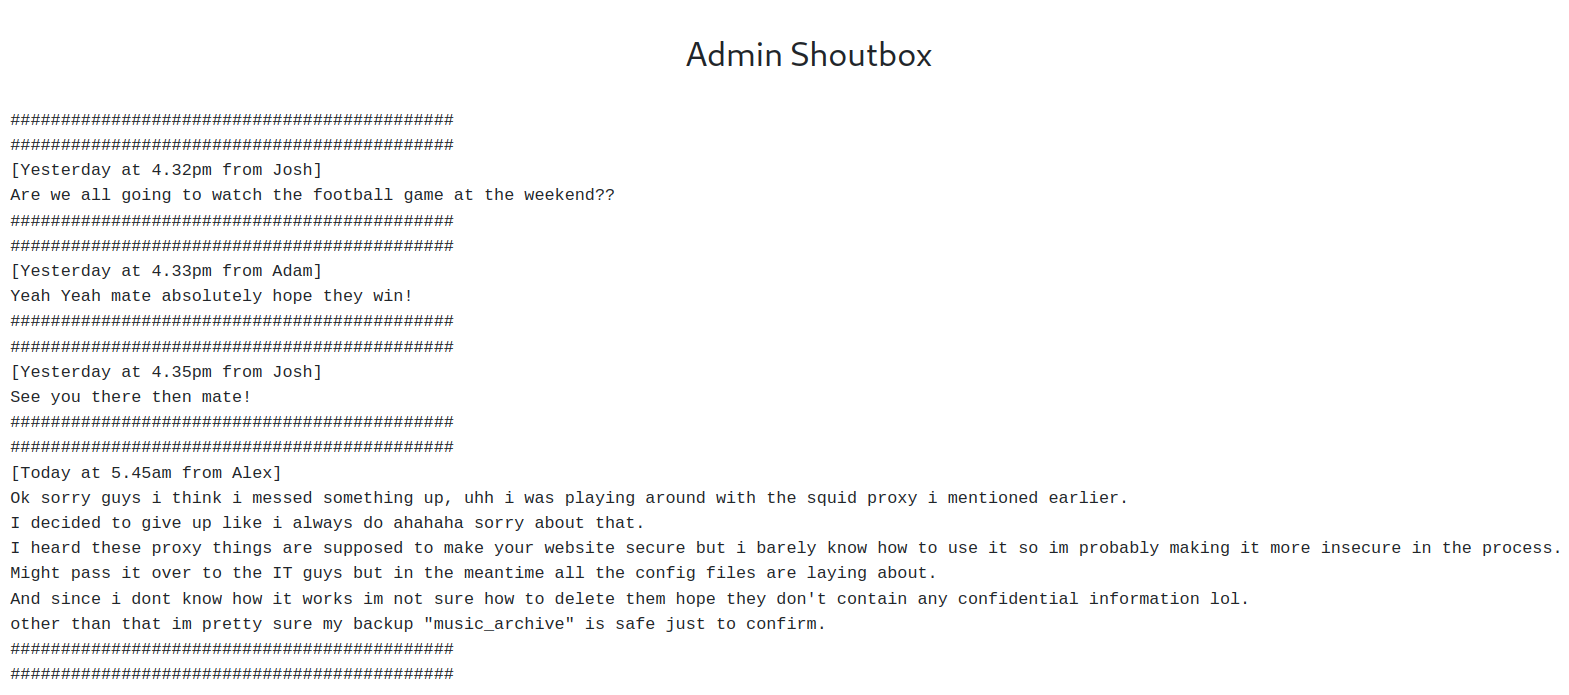 Admin Shoutbox
############################################
############################################
[Yesterday at 4.32pm from Josh]
Are we all going to watch the football game at the weekend??
############################################
############################################
[Yesterday at 4.33pm from Adam]
Yeah Yeah mate absolutely hope they win!
############################################
############################################
[Yesterday at 4.35pm from Josh]
See you there then mate!
############################################
############################################
[Today at 5.45am from Alex]
Ok sorry guys i think i messed something up, uhh i was playing around with the squid proxy i mentioned earlier.
I decided to give up like i always do ahahaha sorry about that.
I heard these proxy things are supposed to make your website secure but i barely know how to use it so im probably making it more insecure in the process.
Might pass it over to the IT guys but in the meantime all the config files are laying about.
And since i dont know how it works im not sure how to delete them hope they don't contain any confidential information lol.
other than that im pretty sure my backup "music_archive" is safe just to confirm.
############################################
############################################